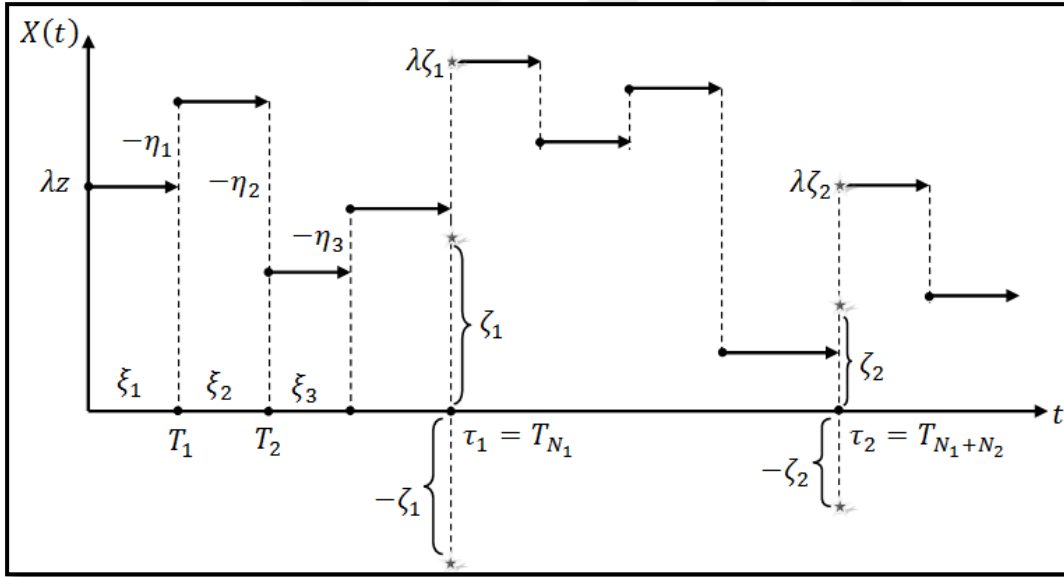 X(t)
λζ₁
−η₁
λz
−η₂
λζ₂
−η₃
ζ₁
ζ₂
ξ₁
ξ₂
ξ₃
t
T₁
T₂
τ₁ = T_{N₁}
τ₂ = T_{N₁+N₂}
−ζ₁
−ζ₂